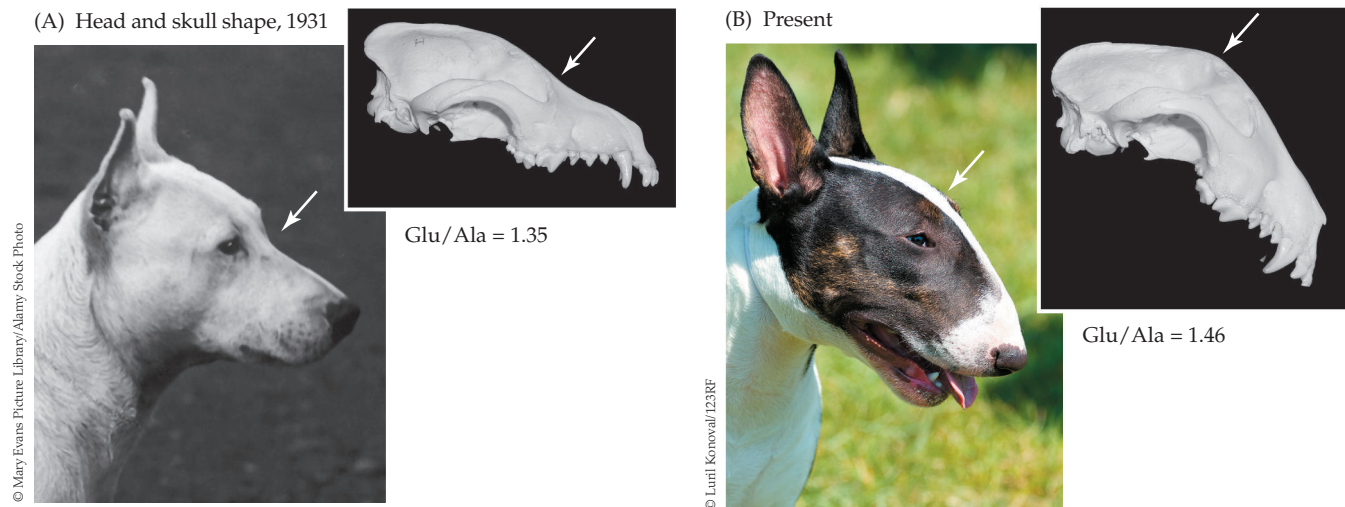 (A) Head and skull shape, 1931
Glu/Ala = 1.35
© Mary Evans Picture Library/Alamy Stock Photo
(B) Present
Glu/Ala = 1.46
© Luril Konoval/123RF